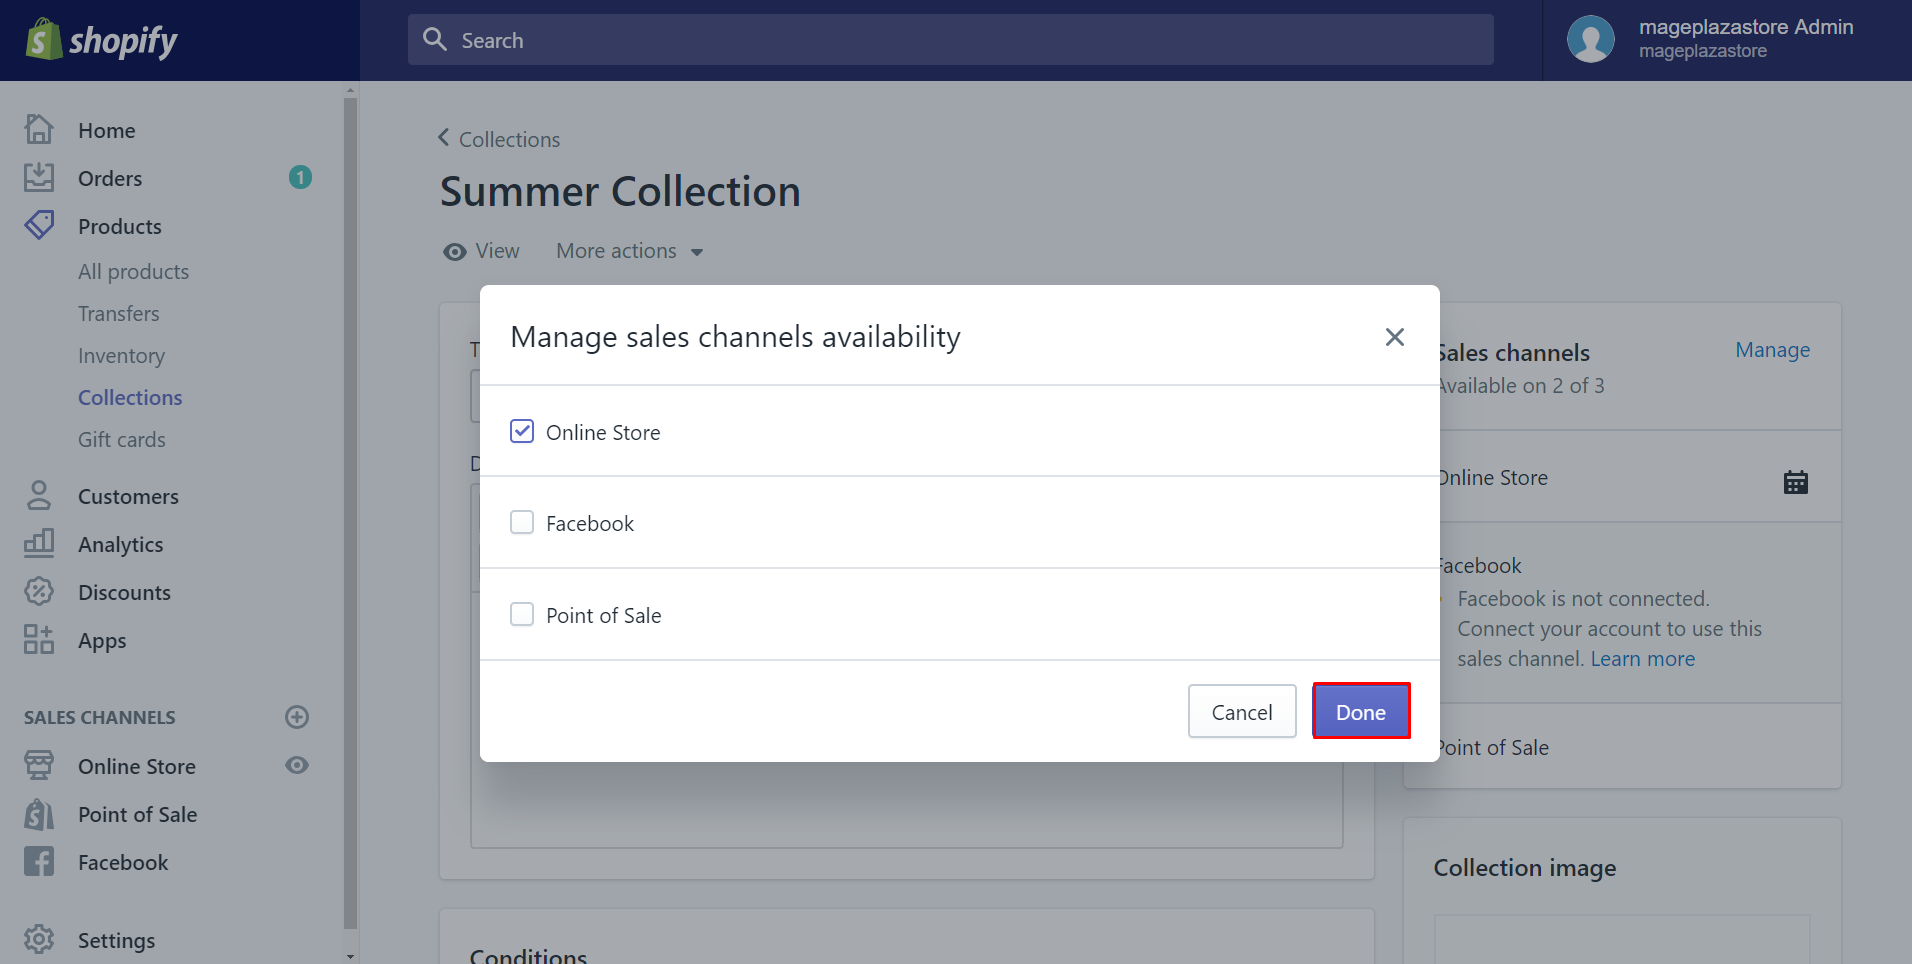 shopify
Search
mageplazastore Admin
mageplazastore
Home
Orders
1
Products
All products
Transfers
Inventory
Collections
Gift cards
Customers
Analytics
Discounts
Apps
SALES CHANNELS
Online Store
Point of Sale
Facebook
Settings
Collections
Summer Collection
View
More actions
Manage sales channels availability
Online Store
Facebook
Point of Sale
Cancel
Done
Sales channels
Manage
Available on 2 of 3
Online Store
Facebook
Facebook is not connected.
Connect your account to use this
sales channel. Learn more
Point of Sale
Collection image
Conditions